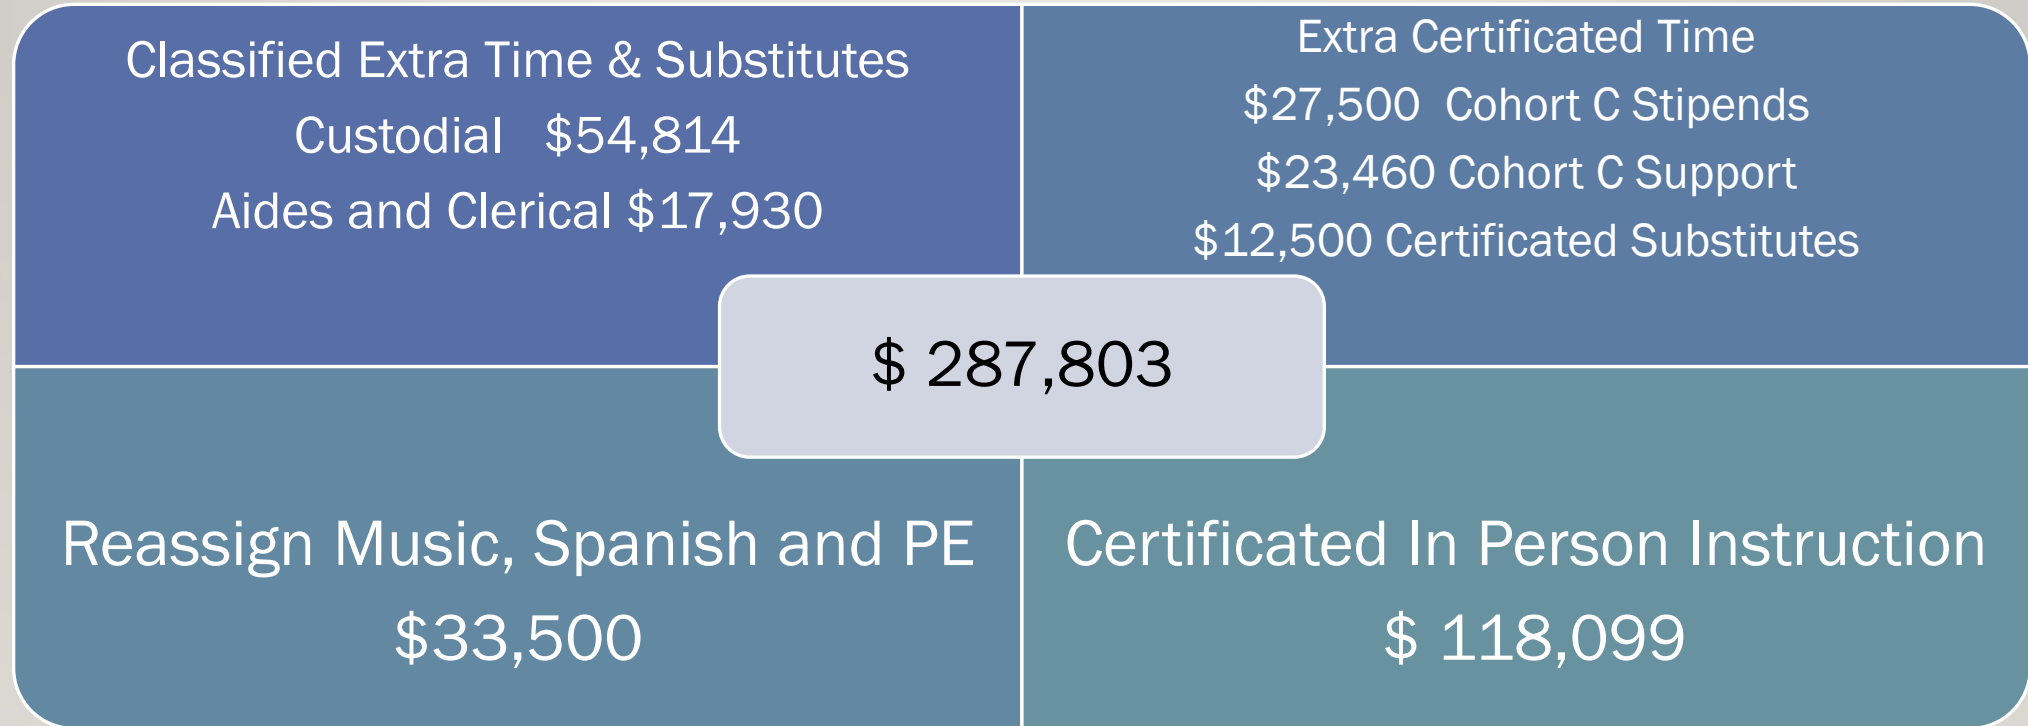 Classified Extra Time & Substitutes
Custodial $54,814
Aides and Clerical $17,930
Extra Certificated Time
$27,500 Cohort C Stipends
$23,460 Cohort C Support
$12,500 Certificated Substitutes
$ 287,803
Reassign Music, Spanish and PE
$33,500
Certificated In Person Instruction
$ 118,099